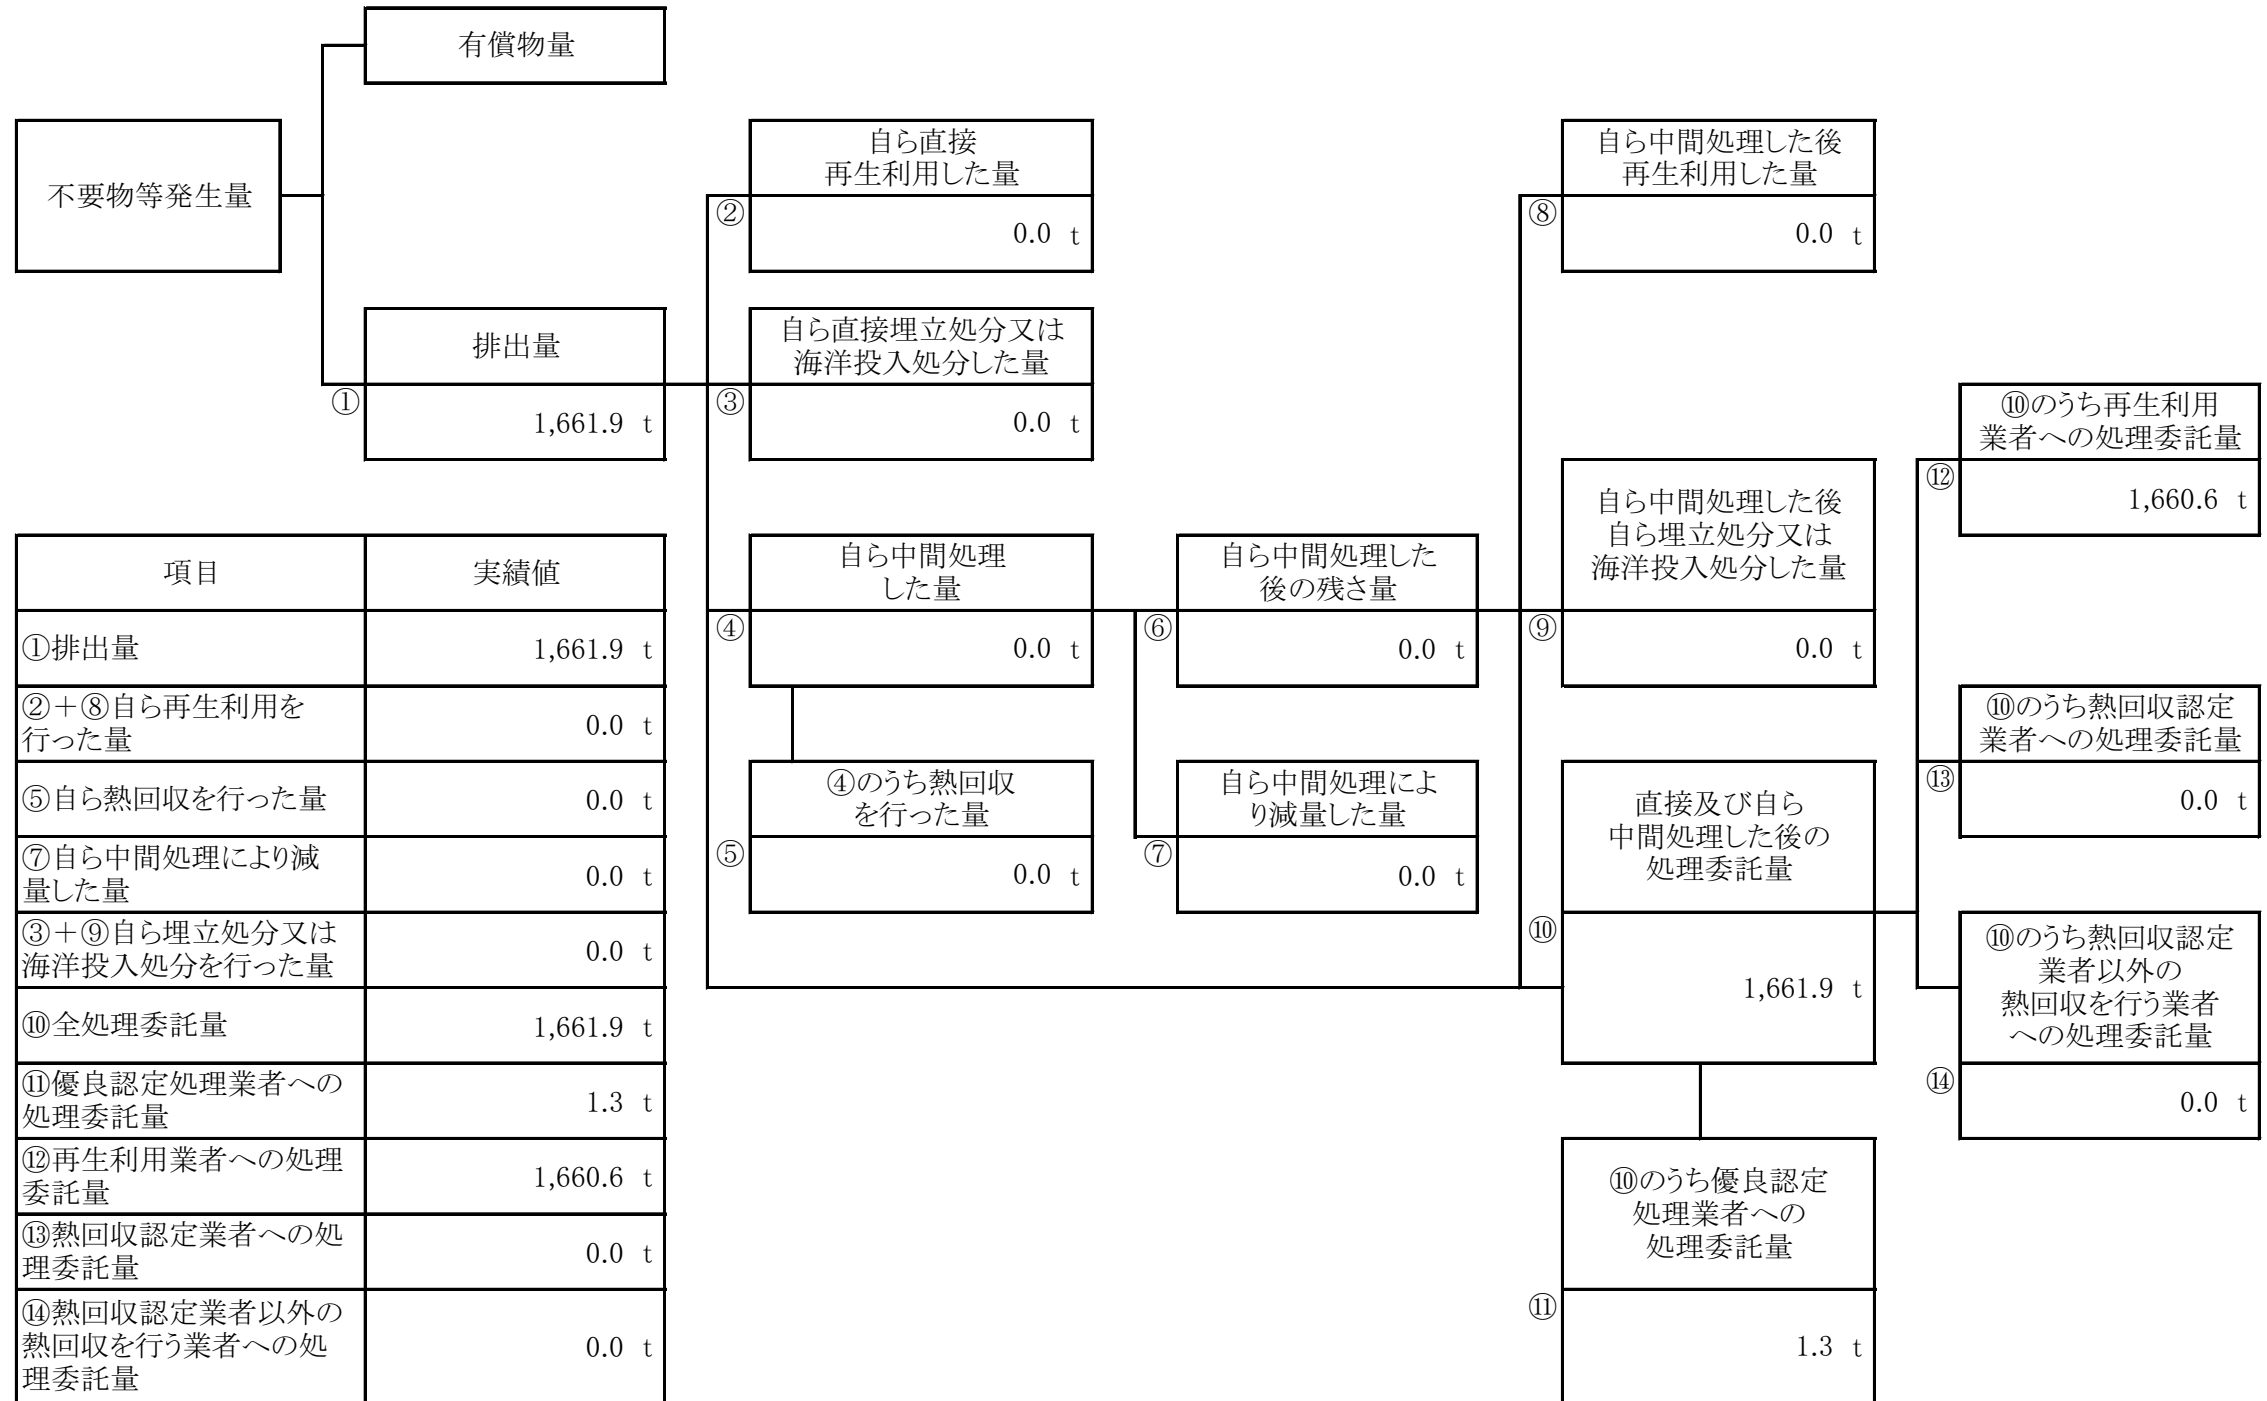 有償物量
不要物等発生量
自ら直接
再生利用した量
②
0.0 t
自ら中間処理した後
再生利用した量
⑧
0.0 t
排出量
①
1,661.9 t
自ら直接埋立処分又は
海洋投入処分した量
③
0.0 t
⑩のうち再生利用
業者への処理委託量
⑫
1,660.6 t
自ら中間処理した後
自ら埋立処分又は
海洋投入処分した量
⑨
0.0 t
自ら中間処理
した量
④
0.0 t
自ら中間処理した
後の残さ量
⑥
0.0 t
⑩のうち熱回収認定
業者への処理委託量
⑬
0.0 t
④のうち熱回収
を行った量
⑤
0.0 t
自ら中間処理によ
り減量した量
⑦
0.0 t
直接及び自ら
中間処理した後の
処理委託量
⑩
1,661.9 t
⑩のうち熱回収認定
業者以外の
熱回収を行う業者
への処理委託量
⑭
0.0 t
⑩のうち優良認定
処理業者への
処理委託量
⑪
1.3 t
項目 実績値
①排出量 1,661.9 t
②＋⑧自ら再生利用を
行った量 0.0 t
⑤自ら熱回収を行った量 0.0 t
⑦自ら中間処理により減
量した量 0.0 t
③＋⑨自ら埋立処分又は
海洋投入処分を行った量 0.0 t
⑩全処理委託量 1,661.9 t
⑪優良認定処理業者への
処理委託量 1.3 t
⑫再生利用業者への処理
委託量 1,660.6 t
⑬熱回収認定業者への処
理委託量 0.0 t
⑭熱回収認定業者以外の
熱回収を行う業者への処
理委託量 0.0 t